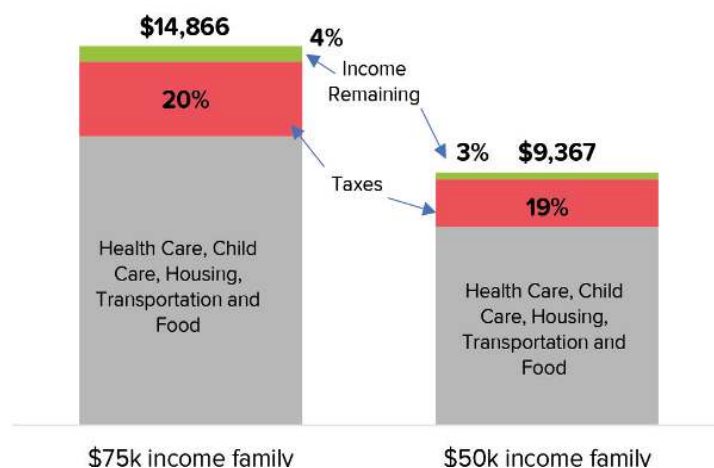 $14,866
4%
Income
Remaining
20%
3% $9,367
Taxes
19%
Health Care, Child
Care, Housing,
Transportation and
Food
Health Care, Child
Care, Housing,
Transportation and
Food
$75k income family
$50k income family